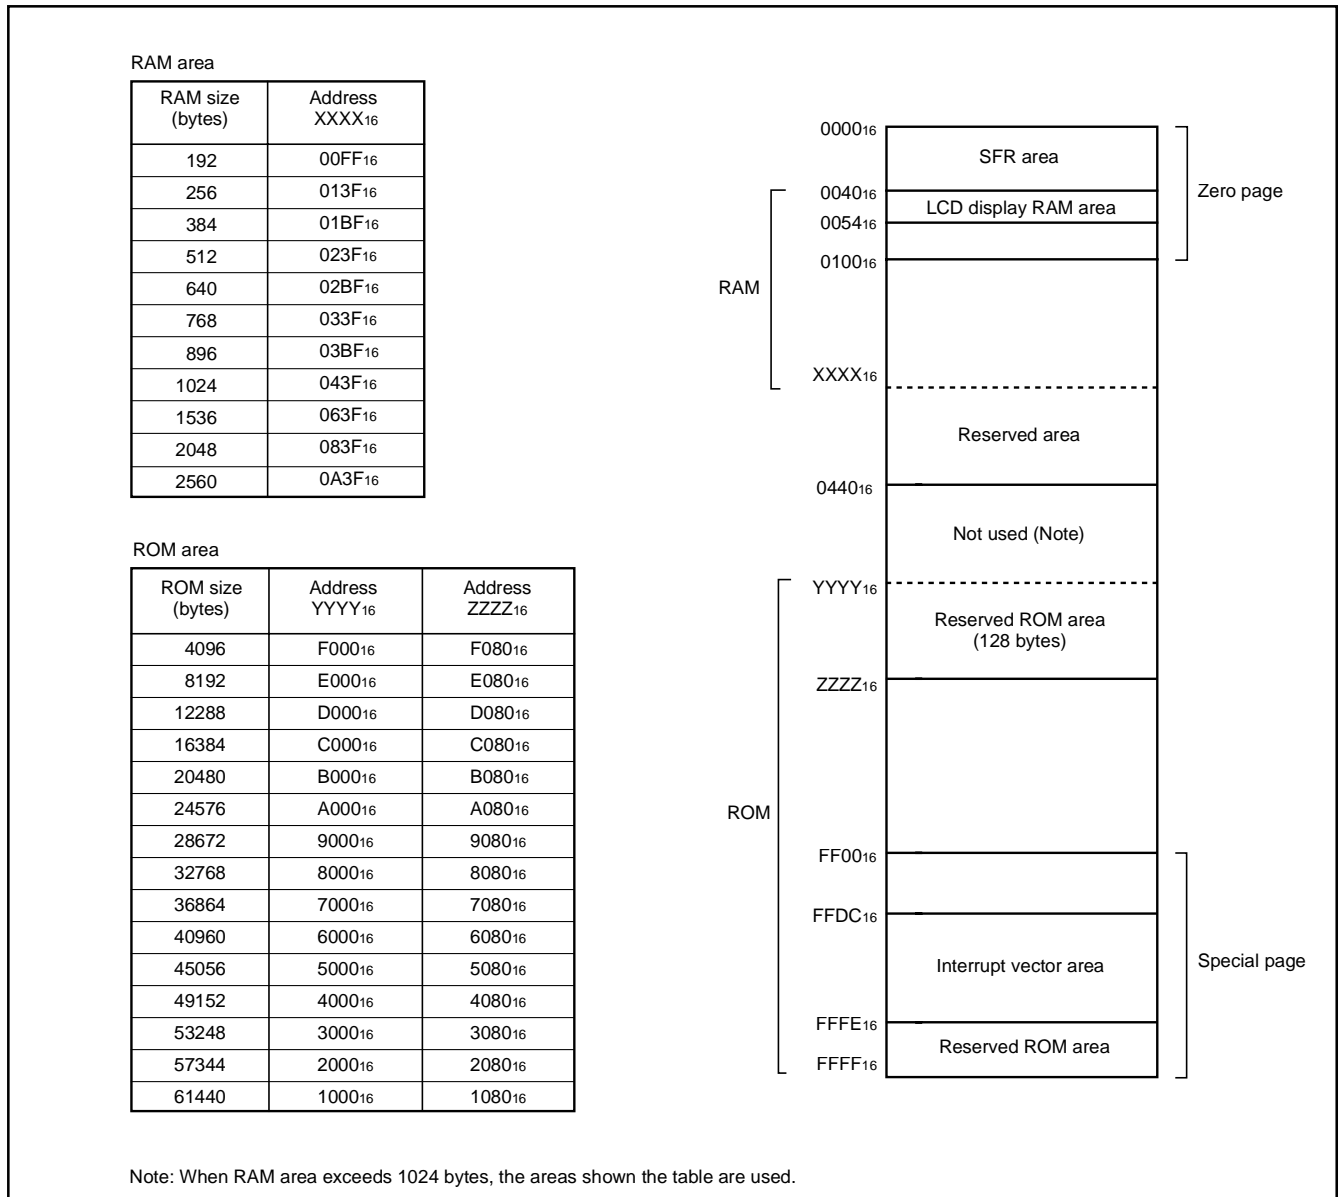 RAM area
RAM size (bytes) Address XXXX16
192 00FF16
256 013F16
384 01BF16
512 023F16
640 02BF16
768 033F16
896 03BF16
1024 043F16
1536 063F16
2048 083F16
2560 0A3F16
ROM area
ROM size (bytes) Address YYYY16 Address ZZZZ16
4096 F00016 F08016
8192 E00016 E08016
12288 D00016 D08016
16384 C00016 C08016
20480 B00016 B08016
24576 A00016 A08016
28672 900016 908016
32768 800016 808016
36864 700016 708016
40960 600016 608016
45056 500016 508016
49152 400016 408016
53248 300016 308016
57344 200016 208016
61440 100016 108016
000016
SFR area
Zero page
004016
LCD display RAM area
005416
010016
RAM
XXXX16
Reserved area
044016
Not used (Note)
YYYY16
Reserved ROM area
(128 bytes)
ZZZZ16
ROM
FF0016
FFDC16
Interrupt vector area
Special page
FFFE16
Reserved ROM area
FFFF16
Note: When RAM area exceeds 1024 bytes, the areas shown the table are used.